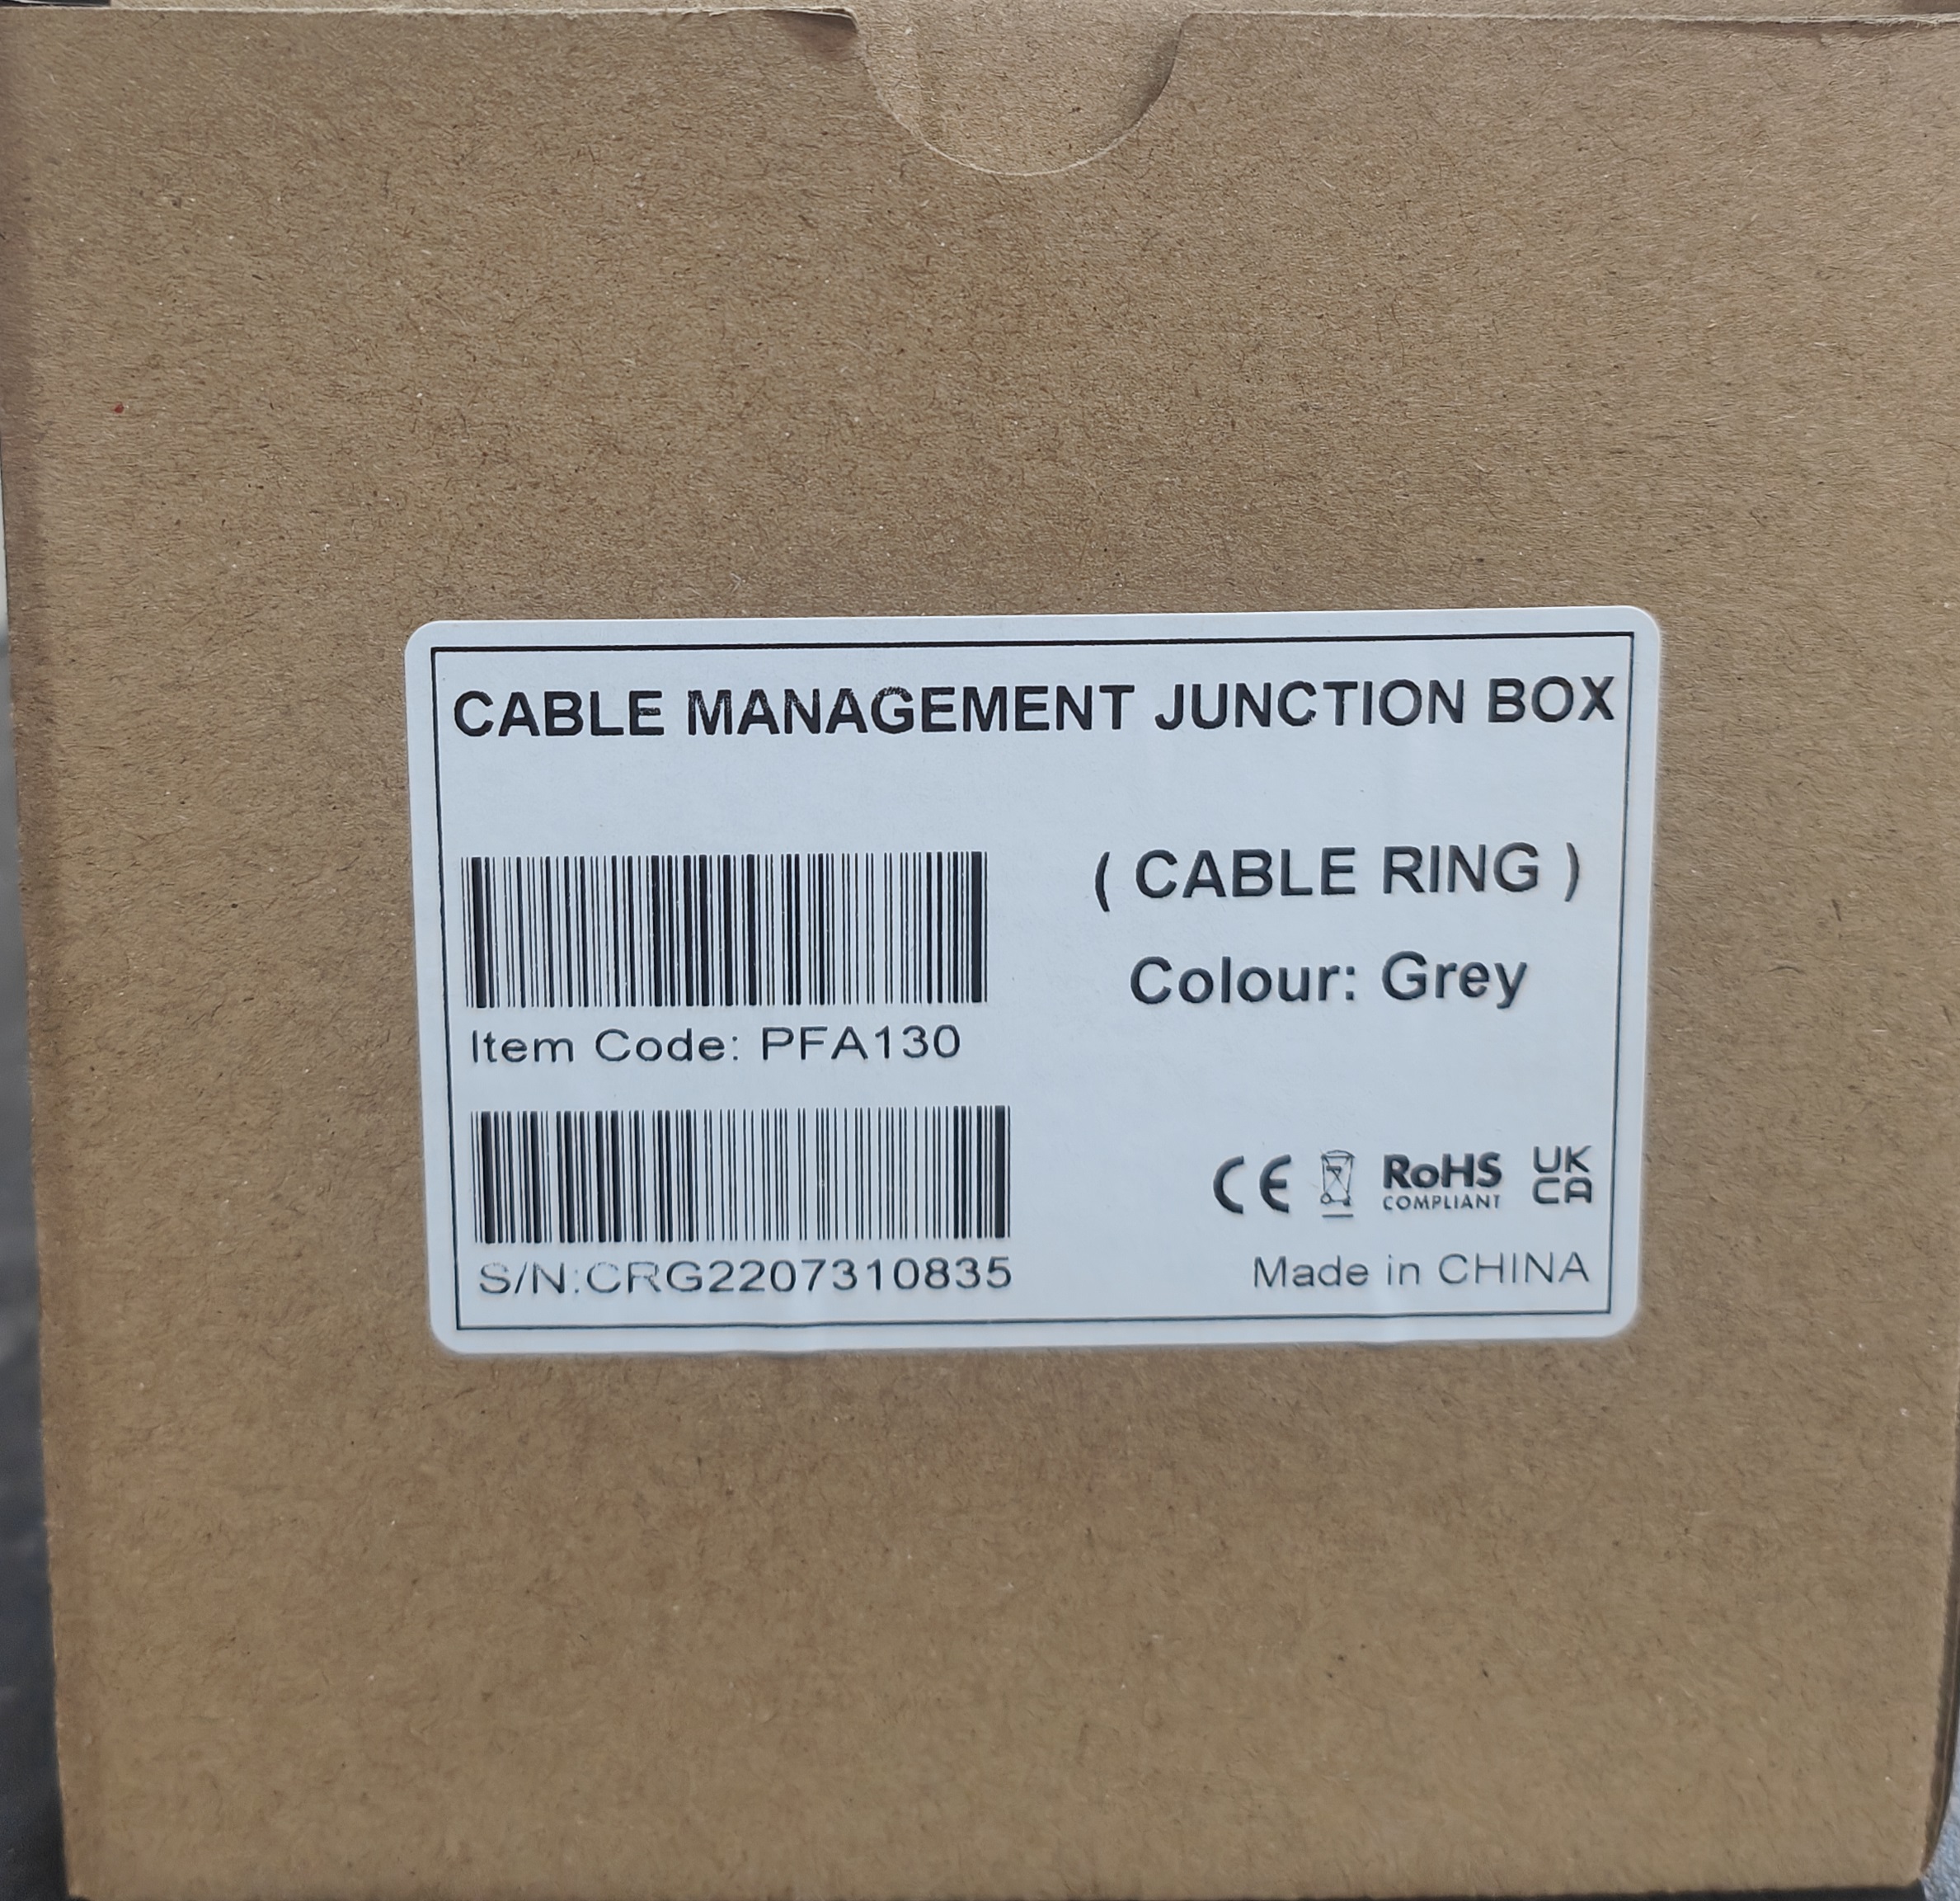 CABLE MANAGEMENT JUNCTION BOX
( CABLE RING )
Colour: Grey
Item Code: PFA130
S/N:CRG2207310835
CE RoHS COMPLIANT UK CA
Made in CHINA